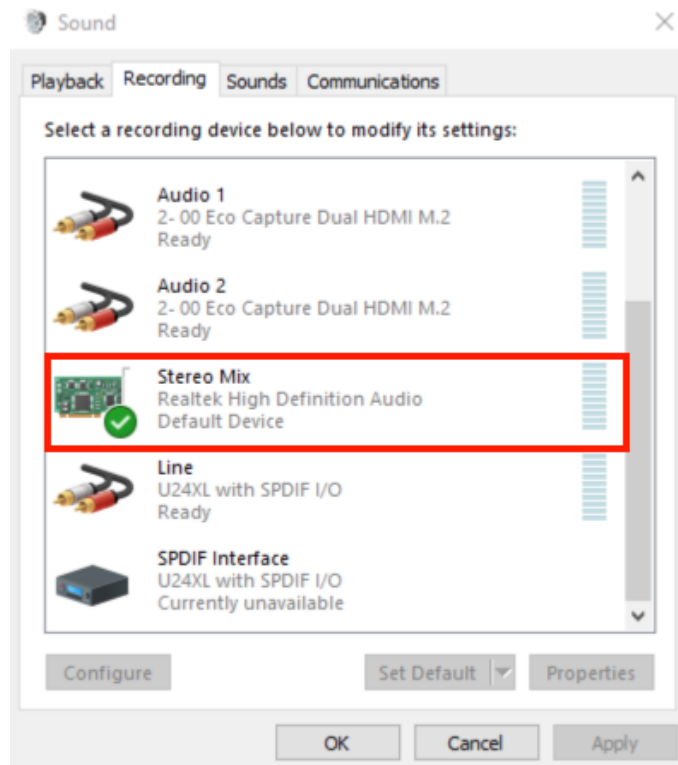 Sound
Playback Recording Sounds Communications
Select a recording device below to modify its settings:
Audio 1
2- 00 Eco Capture Dual HDMI M.2
Ready
Audio 2
2- 00 Eco Capture Dual HDMI M.2
Ready
Stereo Mix
Realtek High Definition Audio
Default Device
Line
U24XL with SPDIF I/O
Ready
SPDIF Interface
U24XL with SPDIF I/O
Currently unavailable
Configure Set Default Properties
OK Cancel Apply